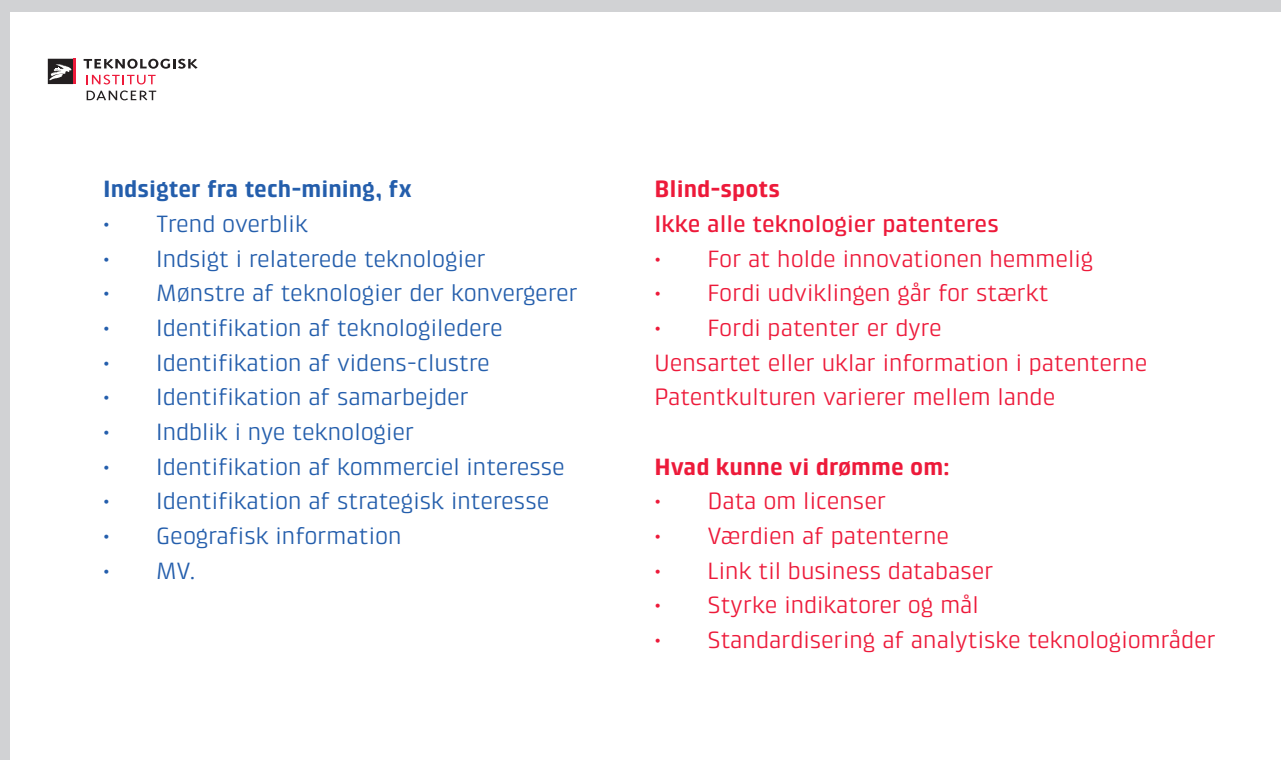 TEKNOLOGISK
INSTITUT
DANCERT
Indsigter fra tech-mining, fx
• Trend overblik
• Indsigt i relaterede teknologier
• Mønstre af teknologier der konvergerer
• Identifikation af teknologiledere
• Identifikation af videns-clustre
• Identifikation af samarbejder
• Indblik i nye teknologier
• Identifikation af kommerciel interesse
• Identifikation af strategisk interesse
• Geografisk information
• MV.
Blind-spots
Ikke alle teknologier patenteres
• For at holde innovationen hemmelig
• Fordi udviklingen går for stærkt
• Fordi patenter er dyre
Uensartet eller uklar information i patenterne
Patentkulturen varierer mellem lande
Hvad kunne vi drømme om:
• Data om licenser
• Værdien af patenterne
• Link til business databaser
• Styrke indikatorer og mål
• Standardisering af analytiske teknologiområder